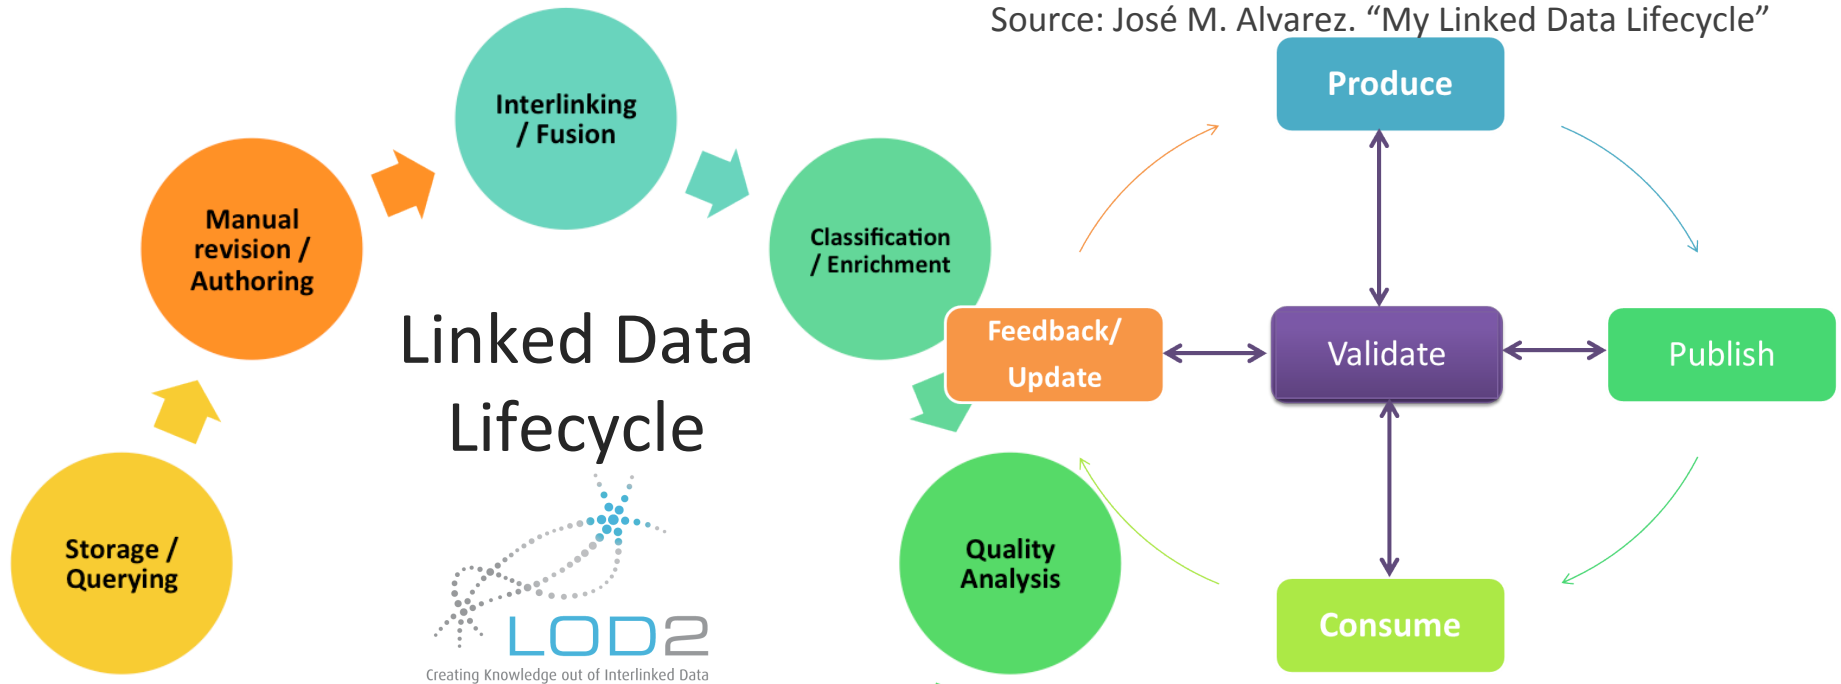 Source: José M. Alvarez. “My Linked Data Lifecycle”
Interlinking
/ Fusion
Manual
revision /
Authoring
Classification
/ Enrichment
Linked Data
Lifecycle
Storage /
Querying
Quality
Analysis
LOD2
Creating Knowledge out of Interlinked Data
Produce
Feedback/
Update
Validate
Publish
Consume